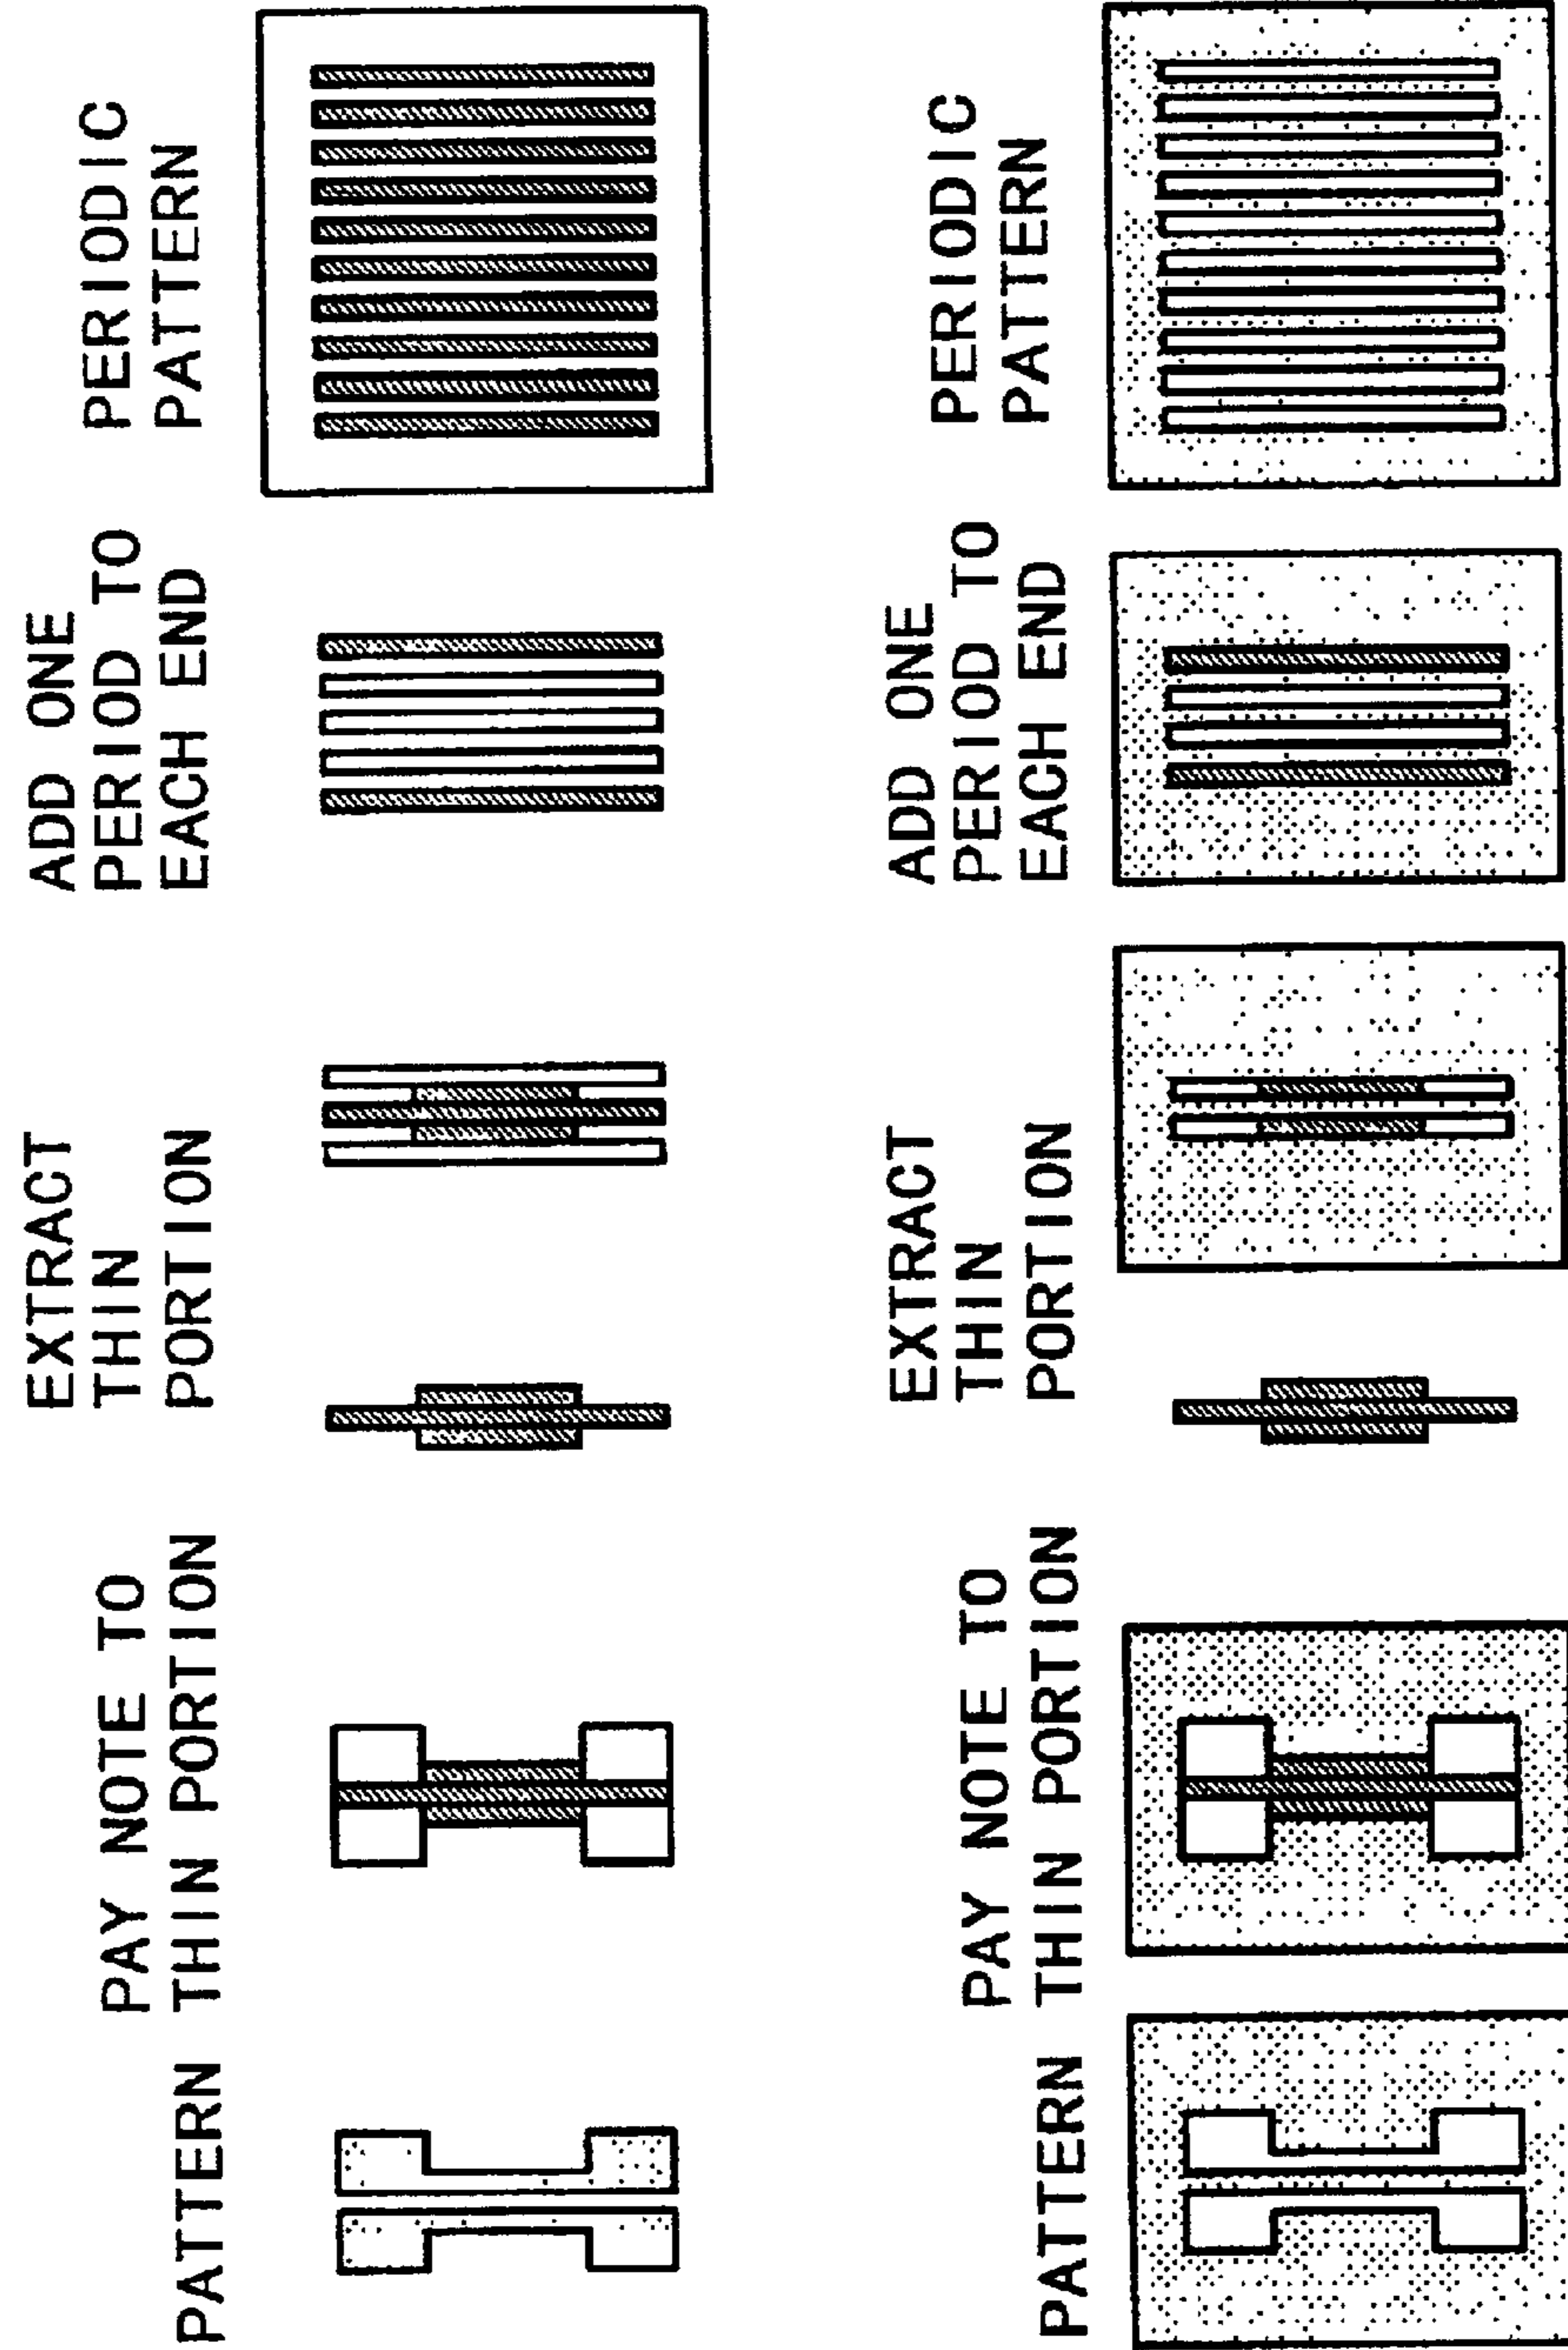 PATTERN
PAY NOTE TO
THIN PORTION
EXTRACT
THIN
PORTION
ADD ONE
PERIOD TO
EACH END
PERIODIC
PATTERN
PATTERN
PAY NOTE TO
THIN PORTION
EXTRACT
THIN
PORTION
ADD ONE
PERIOD TO
EACH END
PERIODIC
PATTERN